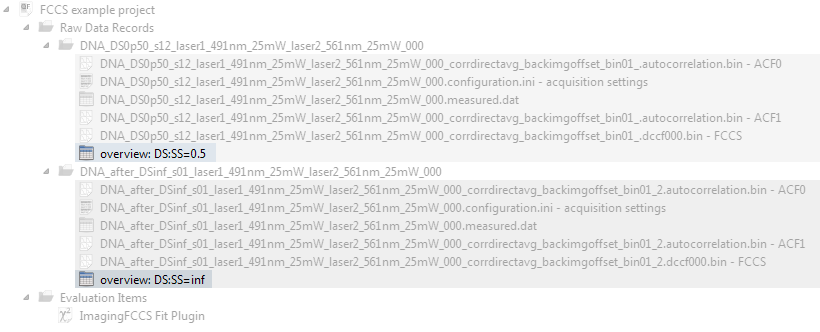 FCCS example project
Raw Data Records
DNA_DS0p50_s12_laser1_491nm_25mW_laser2_561nm_25mW_000
DNA_DS0p50_s12_laser1_491nm_25mW_laser2_561nm_25mW_000_corrdirectavg_backimgoffset_bin01_.autocorrelation.bin - ACF0
DNA_DS0p50_s12_laser1_491nm_25mW_laser2_561nm_25mW_000.configuration.ini - acquisition settings
DNA_DS0p50_s12_laser1_491nm_25mW_laser2_561nm_25mW_000.measured.dat
DNA_DS0p50_s12_laser1_491nm_25mW_laser2_561nm_25mW_000_corrdirectavg_backimgoffset_bin01_.autocorrelation.bin - ACF1
DNA_DS0p50_s12_laser1_491nm_25mW_laser2_561nm_25mW_000_corrdirectavg_backimgoffset_bin01_.dccf000.bin - FCCS
overview: DS:SS=0.5
DNA_after_DSinf_s01_laser1_491nm_25mW_laser2_561nm_25mW_000
DNA_after_DSinf_s01_laser1_491nm_25mW_laser2_561nm_25mW_000_corrdirectavg_backimgoffset_bin01_2.autocorrelation.bin - ACF0
DNA_after_DSinf_s01_laser1_491nm_25mW_laser2_561nm_25mW_000.configuration.ini - acquisition settings
DNA_after_DSinf_s01_laser1_491nm_25mW_laser2_561nm_25mW_000.measured.dat
DNA_after_DSinf_s01_laser1_491nm_25mW_laser2_561nm_25mW_000_corrdirectavg_backimgoffset_bin01_2.autocorrelation.bin - ACF1
DNA_after_DSinf_s01_laser1_491nm_25mW_laser2_561nm_25mW_000_corrdirectavg_backimgoffset_bin01_2.dccf000.bin - FCCS
overview: DS:SS=inf
Evaluation Items
χ² ImagingFCCS Fit Plugin